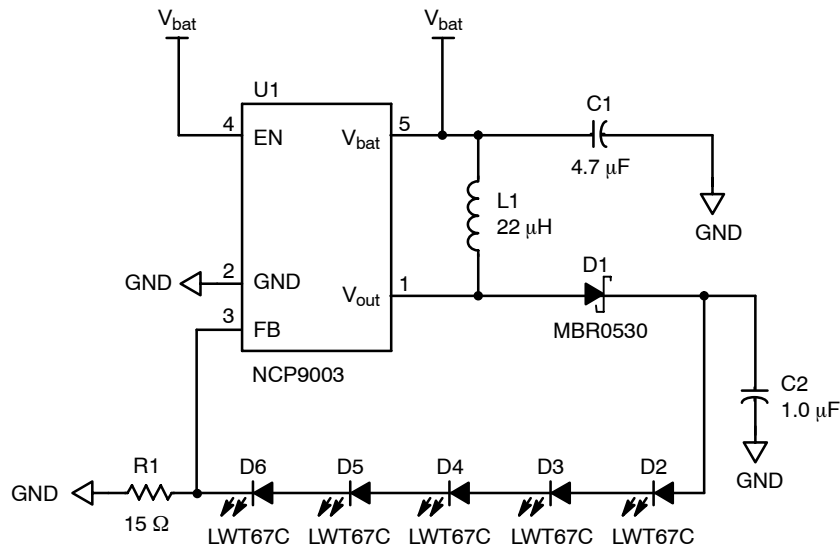 Vbat
Vbat
U1
C1
4
EN
Vbat
5
4.7 μF
L1
22 μH
GND
GND
2
GND
D1
1
Vout
3
FB
MBR0530
NCP9003
C2
1.0 μF
GND
R1
D6
D5
D4
D3
D2
GND
15 Ω
LWT67C
LWT67C
LWT67C
LWT67C
LWT67C